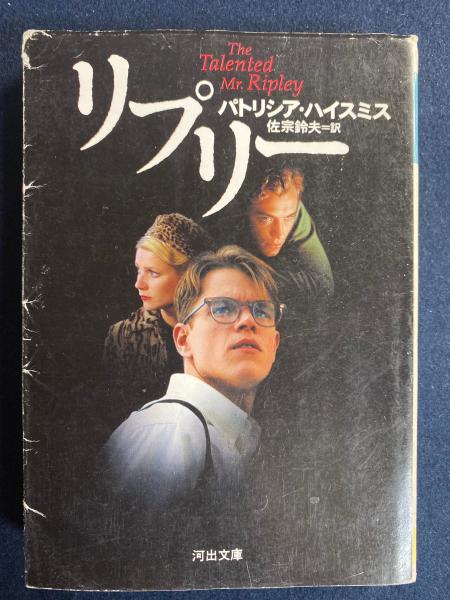 The
Talented
Mr. Ripley
リプリー
パトリシア・ハイスミス
佐宗鈴夫=訳
河出文庫